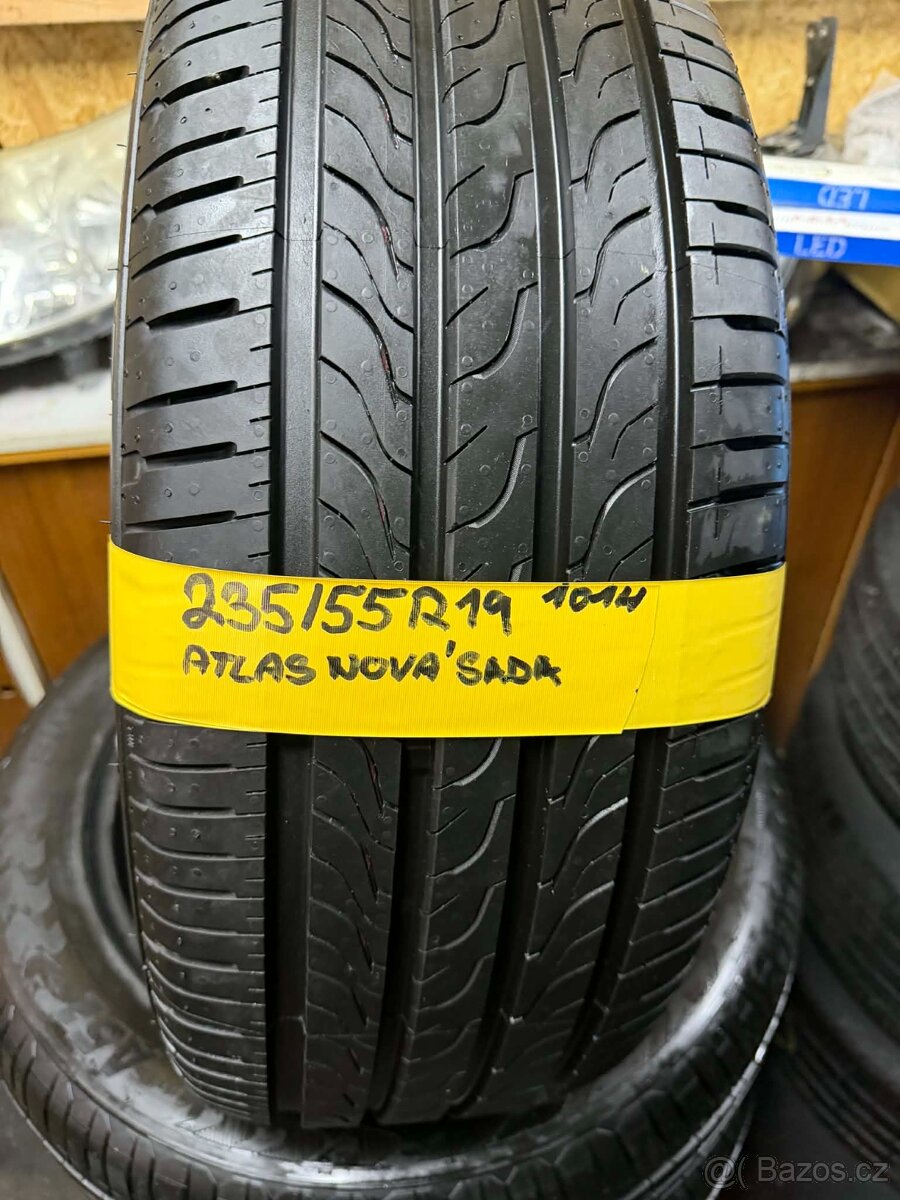 LED
LED
235/55R19 101H
ATLAS NOVÁ SADA
@ Bazos.cz